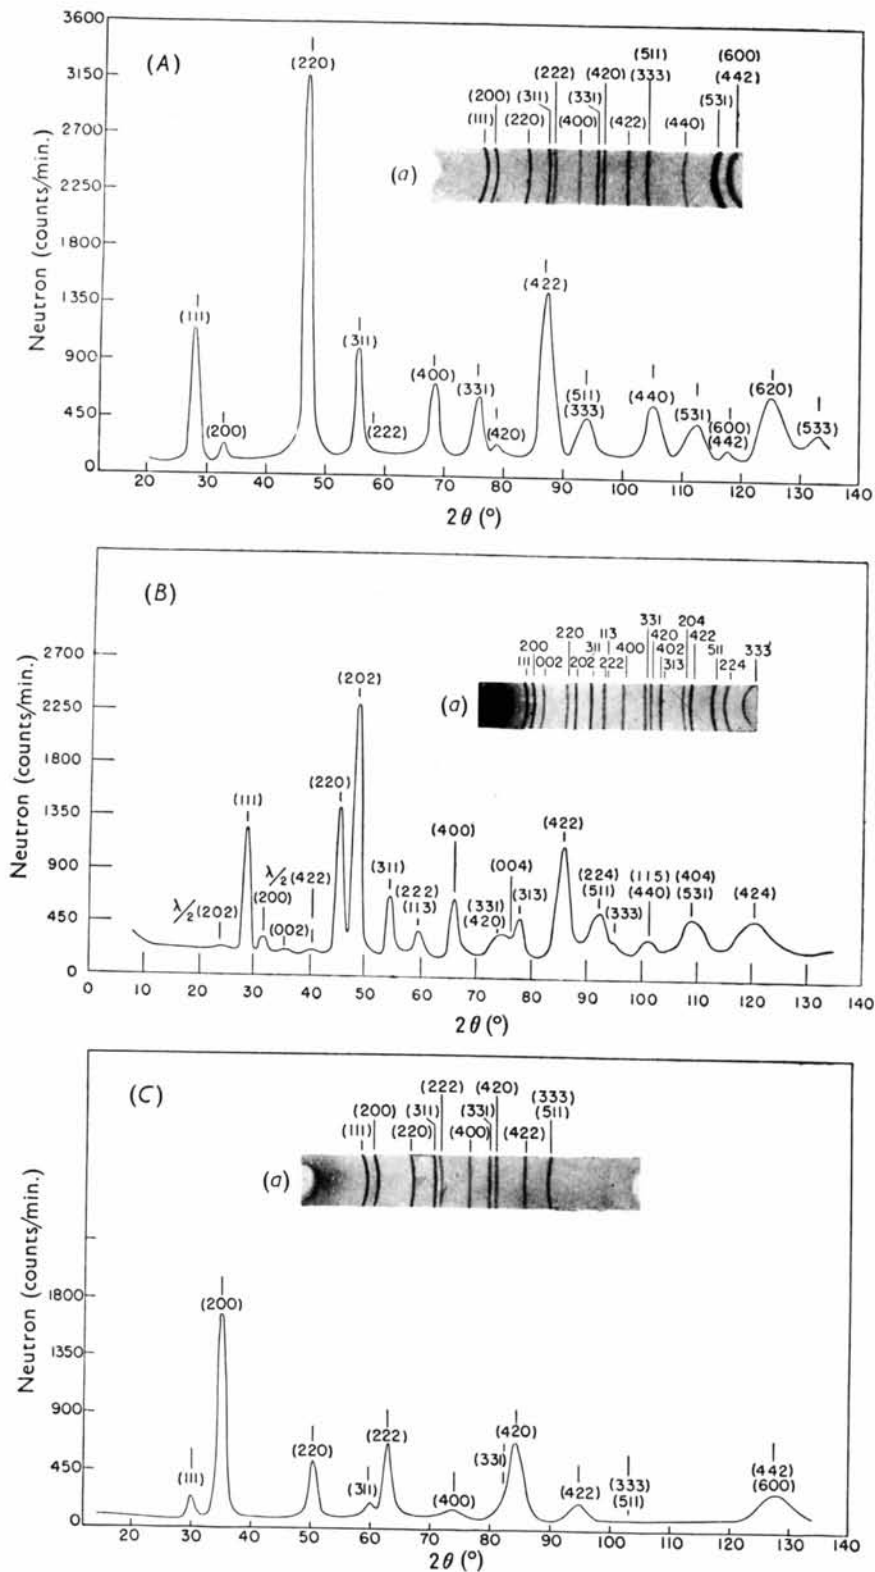 3600
(A)
(220)
(511) (600)
3150
(222) (420) (333) (442)
(200) (311) (331) (531)
2700
(111) (220) (400) (422) (440)
(a)
2250
1800
1350
(111)
(422)
900
(311)
(400)
(331)
(511)
(333)
(440)
(620)
450
(200)
(222)
(420)
(531)
(600)
(442)
(533)
0
20 30 40 50 60 70 80 90 100 110 120 130 140
2θ (°)
Neutron (counts/min.)
(B)
331 204
220 113 420 422
200 311 400 402 511 333
111 002 202 222 313 224
2700
(202)
(a)
2250
1800
(220)
1350
(111)
(400)
(422)
900
λ/2 (422)
(200)
(311)
(004)
(222)
(113)
(331)
(420)
(313)
(224)
(511)
(115)
(440)
(404)
(531)
(424)
450
λ/2 (202)
(002)
(333)
0
0 10 20 30 40 50 60 70 80 90 100 110 120 130 140
2θ (°)
Neutron (counts/min.)
(C)
(222) (420) (333)
(200) (311) (331) (511)
(111) (220) (400) (422)
(a)
1800
(200)
1350
900
(220)
(222)
(420)
450
(111)
(311)
(400)
(331)
(422)
(333)
(511)
(442)
(600)
0
20 30 40 50 60 70 80 90 100 110 120 130 140
2θ (°)
Neutron (counts/min.)